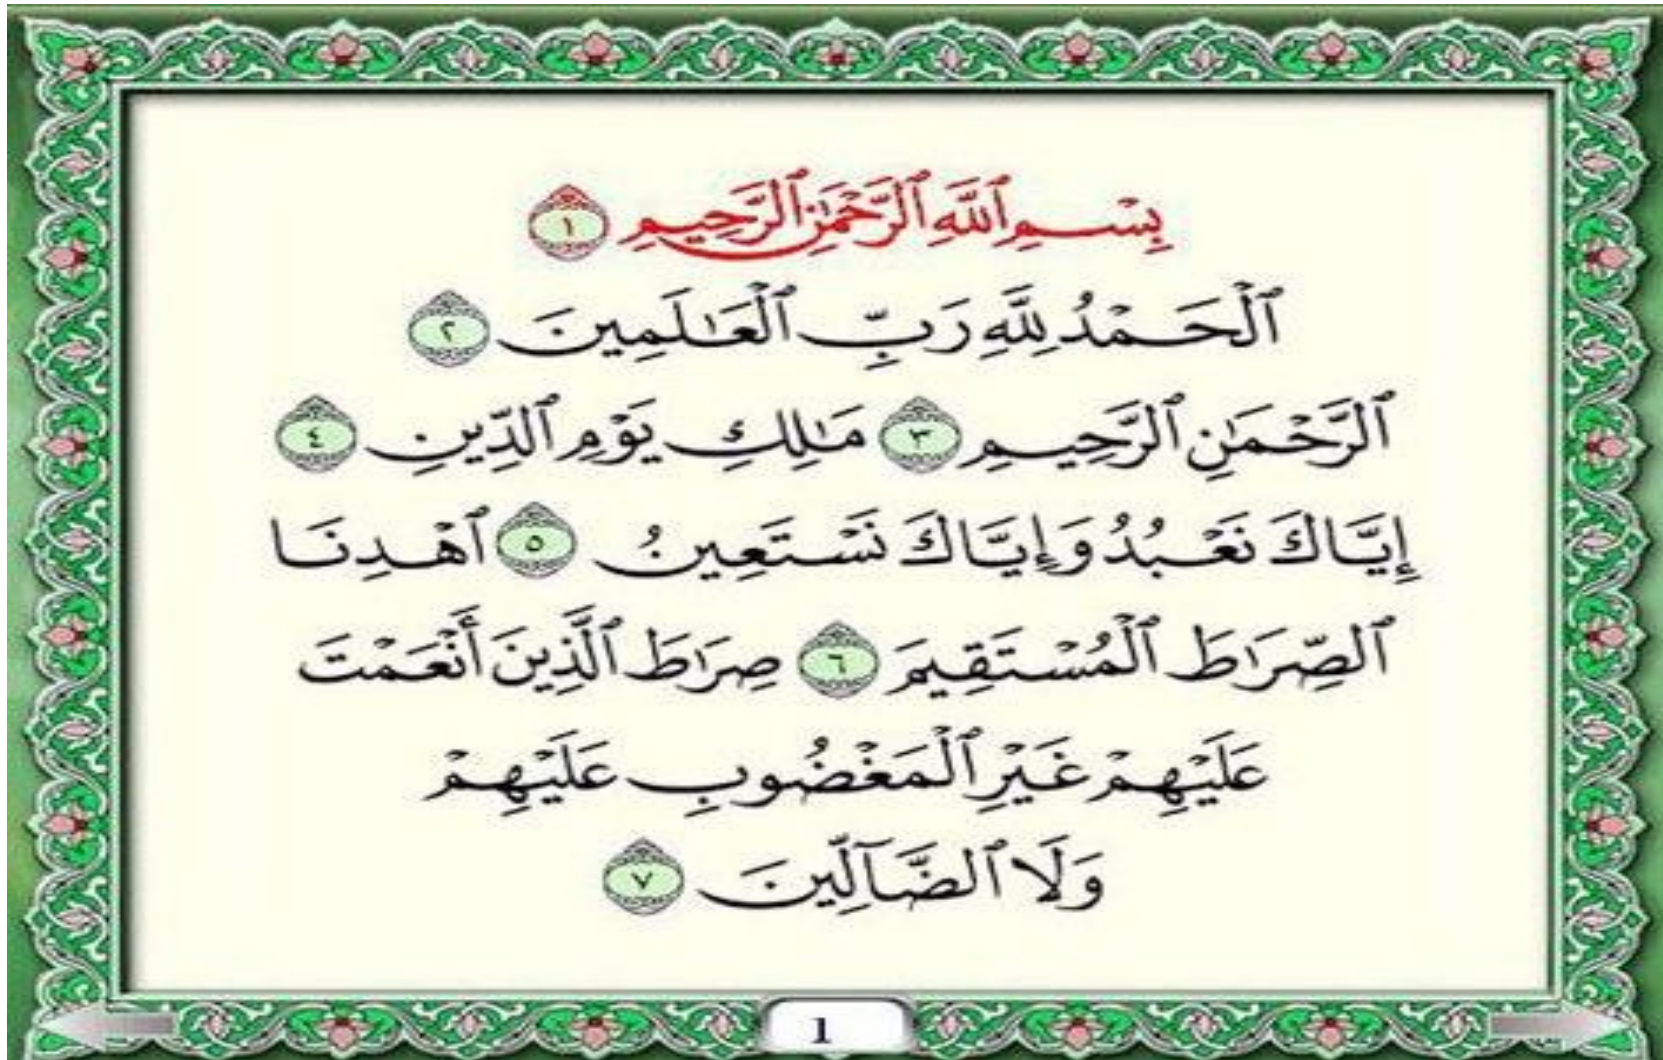 بِسْمِ ٱللَّهِ ٱلرَّحْمَٰنِ ٱلرَّحِيمِ ١
ٱلْحَمْدُ لِلَّهِ رَبِّ ٱلْعَٰلَمِينَ ٢
ٱلرَّحْمَٰنِ ٱلرَّحِيمِ ٣ مَٰلِكِ يَوْمِ ٱلدِّينِ ٤
إِيَّاكَ نَعْبُدُ وَإِيَّاكَ نَسْتَعِينُ ٥ ٱهْدِنَا
ٱلصِّرَٰطَ ٱلْمُسْتَقِيمَ ٦ صِرَٰطَ ٱلَّذِينَ أَنْعَمْتَ
عَلَيْهِمْ غَيْرِ ٱلْمَغْضُوبِ عَلَيْهِمْ
وَلَا ٱلضَّآلِّينَ ٧
1